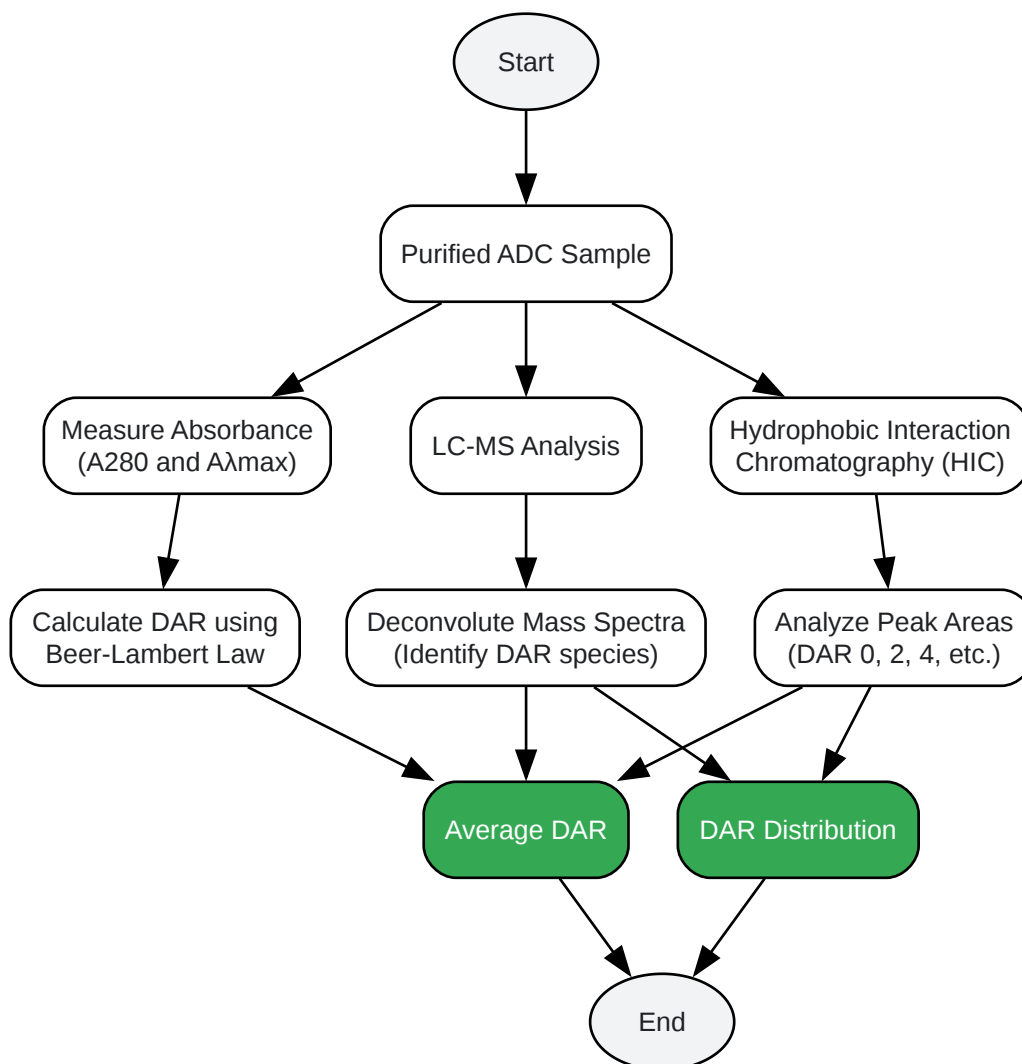 Start
Purified ADC Sample
Measure Absorbance
(A280 and Aλmax)
LC-MS Analysis
Hydrophobic Interaction
Chromatography (HIC)
Calculate DAR using
Beer-Lambert Law
Deconvolute Mass Spectra
(Identify DAR species)
Analyze Peak Areas
(DAR 0, 2, 4, etc.)
Average DAR
DAR Distribution
End